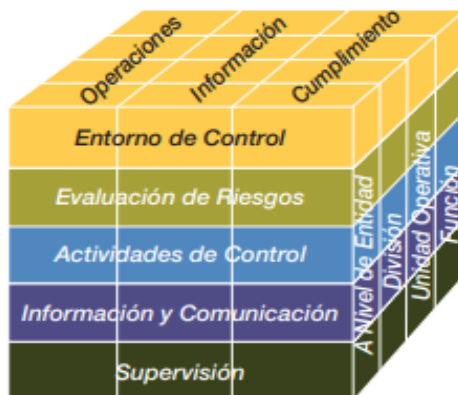 Operaciones
Información
Cumplimiento
Entorno de Control
Evaluación de Riesgos
Actividades de Control
Información y Comunicación
Supervisión
A Nivel de Entidad
División
Unidad Operativa
Función